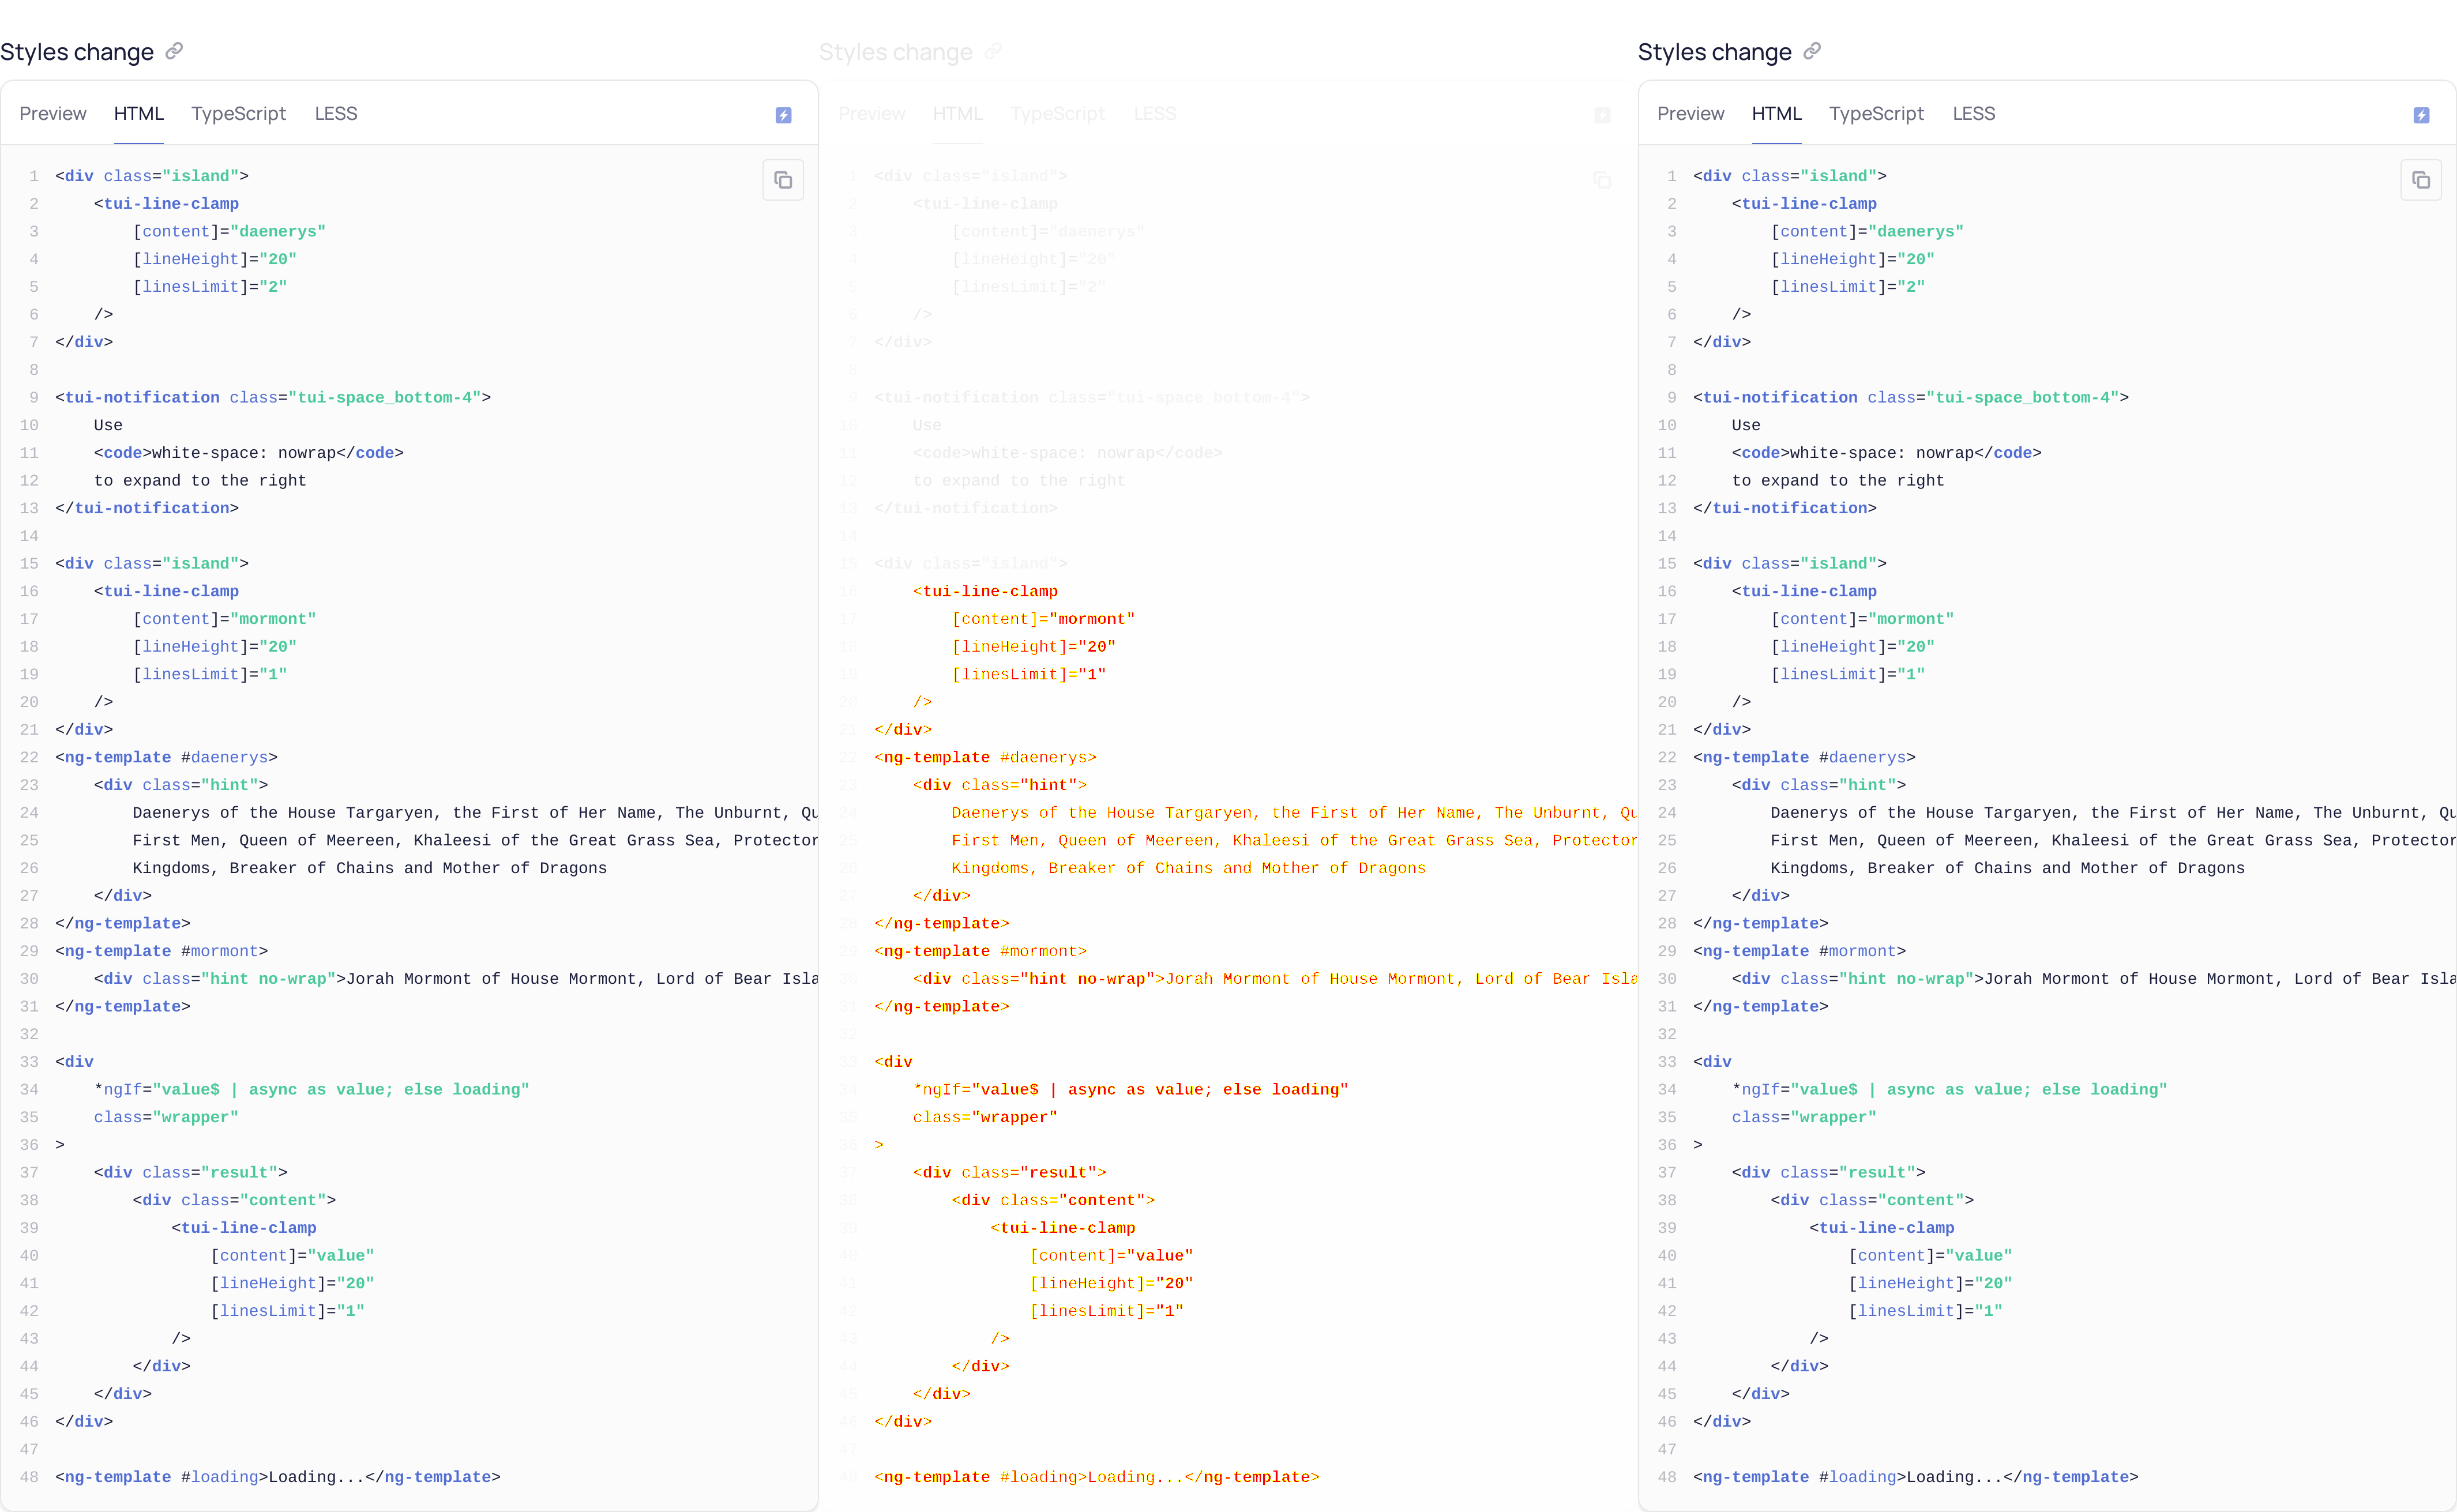 Styles change
Preview HTML TypeScript LESS
1 <div class="island">
2     <tui-line-clamp
3         [content]="daenerys"
4         [lineHeight]="20"
5         [linesLimit]="2"
6     />
7 </div>
8
9 <tui-notification class="tui-space_bottom-4">
10     Use
11     <code>white-space: nowrap</code>
12     to expand to the right
13 </tui-notification>
14
15 <div class="island">
16     <tui-line-clamp
17         [content]="mormont"
18         [lineHeight]="20"
19         [linesLimit]="1"
20     />
21 </div>
22 <ng-template #daenerys>
23     <div class="hint">
24         Daenerys of the House Targaryen, the First of Her Name, The Unburnt, Qu
25         First Men, Queen of Meereen, Khaleesi of the Great Grass Sea, Protector
26         Kingdoms, Breaker of Chains and Mother of Dragons
27     </div>
28 </ng-template>
29 <ng-template #mormont>
30     <div class="hint no-wrap">Jorah Mormont of House Mormont, Lord of Bear Isla
31 </ng-template>
32
33 <div
34     *ngIf="value$ | async as value; else loading"
35     class="wrapper"
36 >
37     <div class="result">
38         <div class="content">
39             <tui-line-clamp
40                 [content]="value"
41                 [lineHeight]="20"
42                 [linesLimit]="1"
43             />
44         </div>
45     </div>
46 </div>
47
48 <ng-template #loading>Loading...</ng-template>
Styles change
Preview HTML TypeScript LESS
1 <div class="island">
2     <tui-line-clamp
3         [content]="daenerys"
4         [lineHeight]="20"
5         [linesLimit]="2"
6     />
7 </div>
8
9 <tui-notification class="tui-space_bottom-4">
10     Use
11     <code>white-space: nowrap</code>
12     to expand to the right
13 </tui-notification>
14
15 <div class="island">
16     <tui-line-clamp
17         [content]="mormont"
18         [lineHeight]="20"
19         [linesLimit]="1"
20     />
21 </div>
22 <ng-template #daenerys>
23     <div class="hint">
24         Daenerys of the House Targaryen, the First of Her Name, The Unburnt, Qu
25         First Men, Queen of Meereen, Khaleesi of the Great Grass Sea, Protector
26         Kingdoms, Breaker of Chains and Mother of Dragons
27     </div>
28 </ng-template>
29 <ng-template #mormont>
30     <div class="hint no-wrap">Jorah Mormont of House Mormont, Lord of Bear Isla
31 </ng-template>
32
33 <div
34     *ngIf="value$ | async as value; else loading"
35     class="wrapper"
36 >
37     <div class="result">
38         <div class="content">
39             <tui-line-clamp
40                 [content]="value"
41                 [lineHeight]="20"
42                 [linesLimit]="1"
43             />
44         </div>
45     </div>
46 </div>
47
48 <ng-template #loading>Loading...</ng-template>
Styles change
Preview HTML TypeScript LESS
1 <div class="island">
2     <tui-line-clamp
3         [content]="daenerys"
4         [lineHeight]="20"
5         [linesLimit]="2"
6     />
7 </div>
8
9 <tui-notification class="tui-space_bottom-4">
10     Use
11     <code>white-space: nowrap</code>
12     to expand to the right
13 </tui-notification>
14
15 <div class="island">
16     <tui-line-clamp
17         [content]="mormont"
18         [lineHeight]="20"
19         [linesLimit]="1"
20     />
21 </div>
22 <ng-template #daenerys>
23     <div class="hint">
24         Daenerys of the House Targaryen, the First of Her Name, The Unburnt, Qu
25         First Men, Queen of Meereen, Khaleesi of the Great Grass Sea, Protector
26         Kingdoms, Breaker of Chains and Mother of Dragons
27     </div>
28 </ng-template>
29 <ng-template #mormont>
30     <div class="hint no-wrap">Jorah Mormont of House Mormont, Lord of Bear Isla
31 </ng-template>
32
33 <div
34     *ngIf="value$ | async as value; else loading"
35     class="wrapper"
36 >
37     <div class="result">
38         <div class="content">
39             <tui-line-clamp
40                 [content]="value"
41                 [lineHeight]="20"
42                 [linesLimit]="1"
43             />
44         </div>
45     </div>
46 </div>
47
48 <ng-template #loading>Loading...</ng-template>